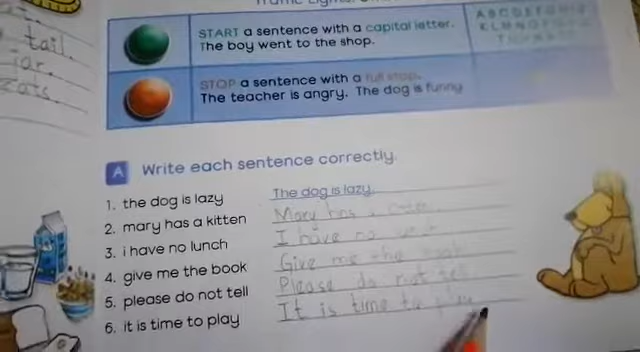 tail.
START a sentence with a capital letter.
The boy went to the shop.
STOP a sentence with a full stop.
The teacher is angry. The dog is funny
A Write each sentence correctly.
1. the dog is lazy The dog is lazy.
2. mary has a kitten Mary has a
3. i have no lunch I have no
4. give me the book Give me the book
5. please do not tell Please do not tell
6. it is time to play It is time to play